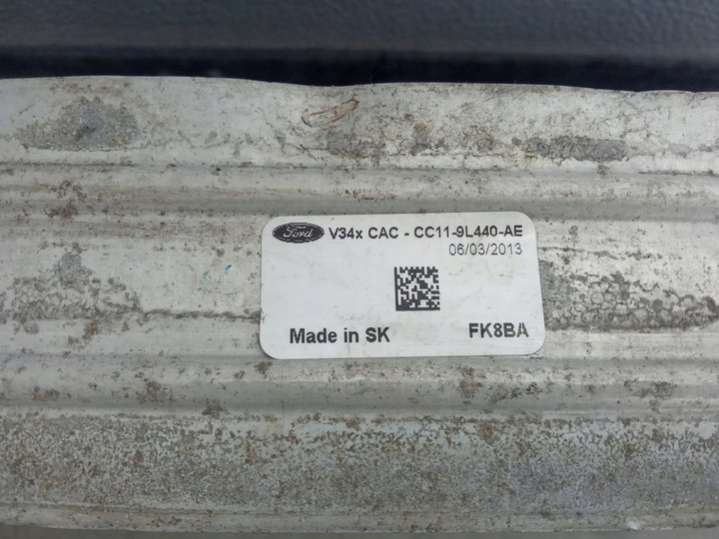 Ford V34x CAC - CC11-9L440-AE
06/03/2013
Made in SK FK8BA